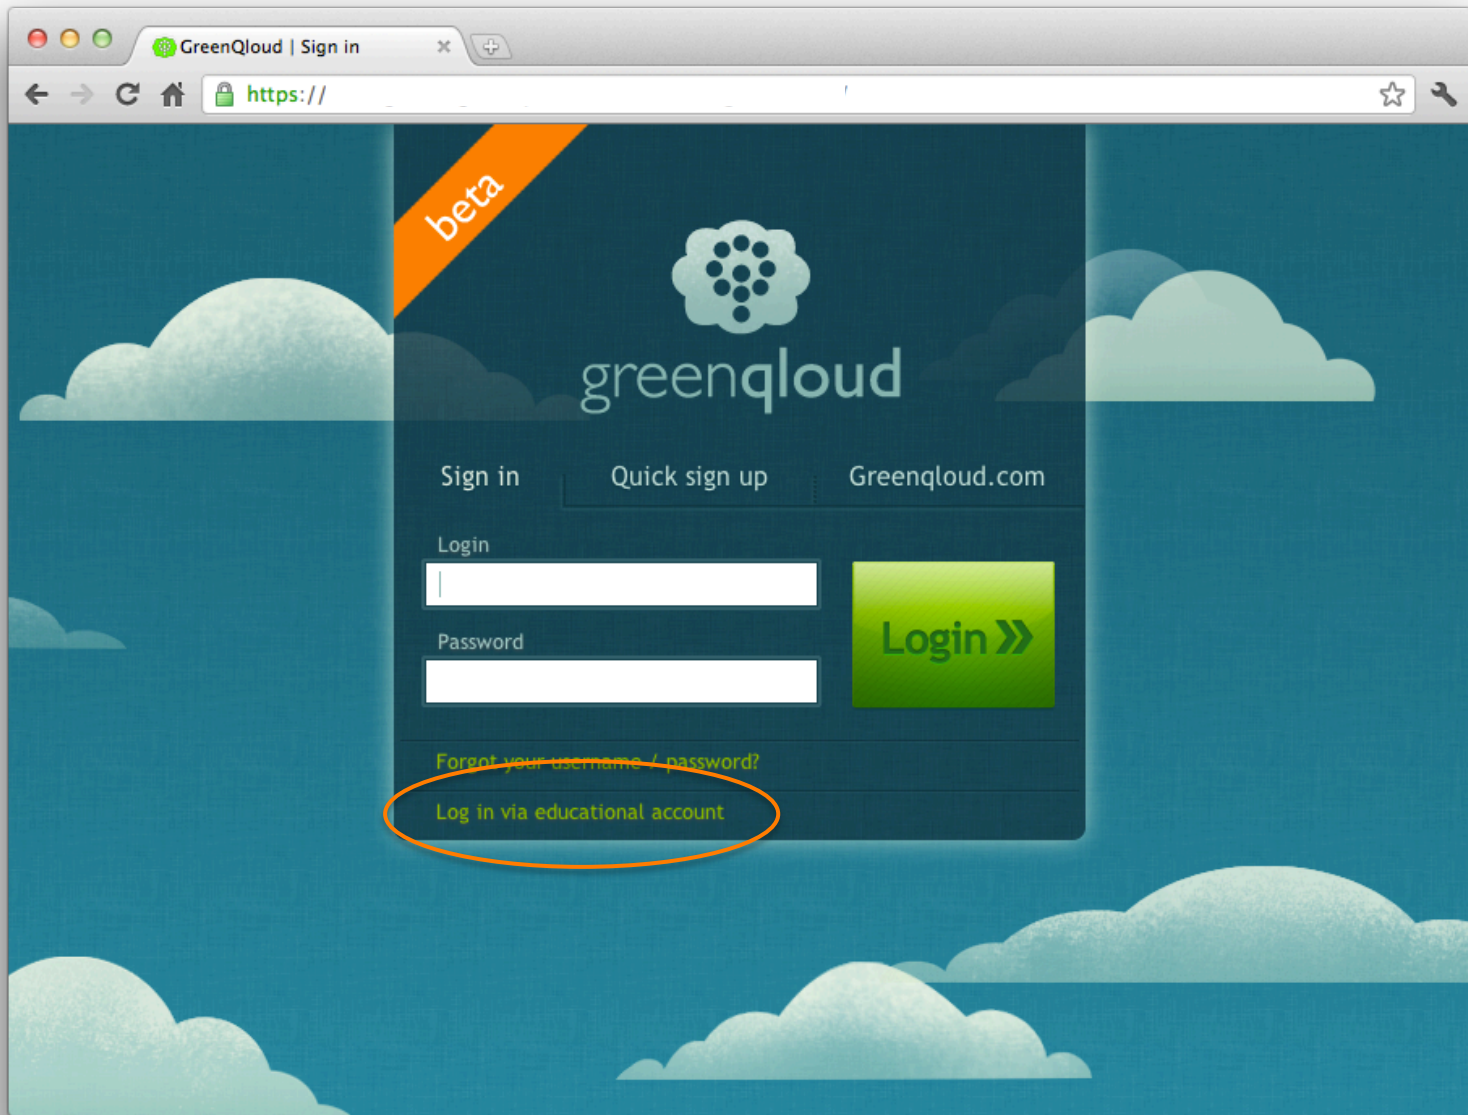 GreenQloud | Sign in
https://
beta
greenqloud
Sign in
Quick sign up
Greenqloud.com
Login
Password
Login
Forgot your username / password?
Log in via educational account